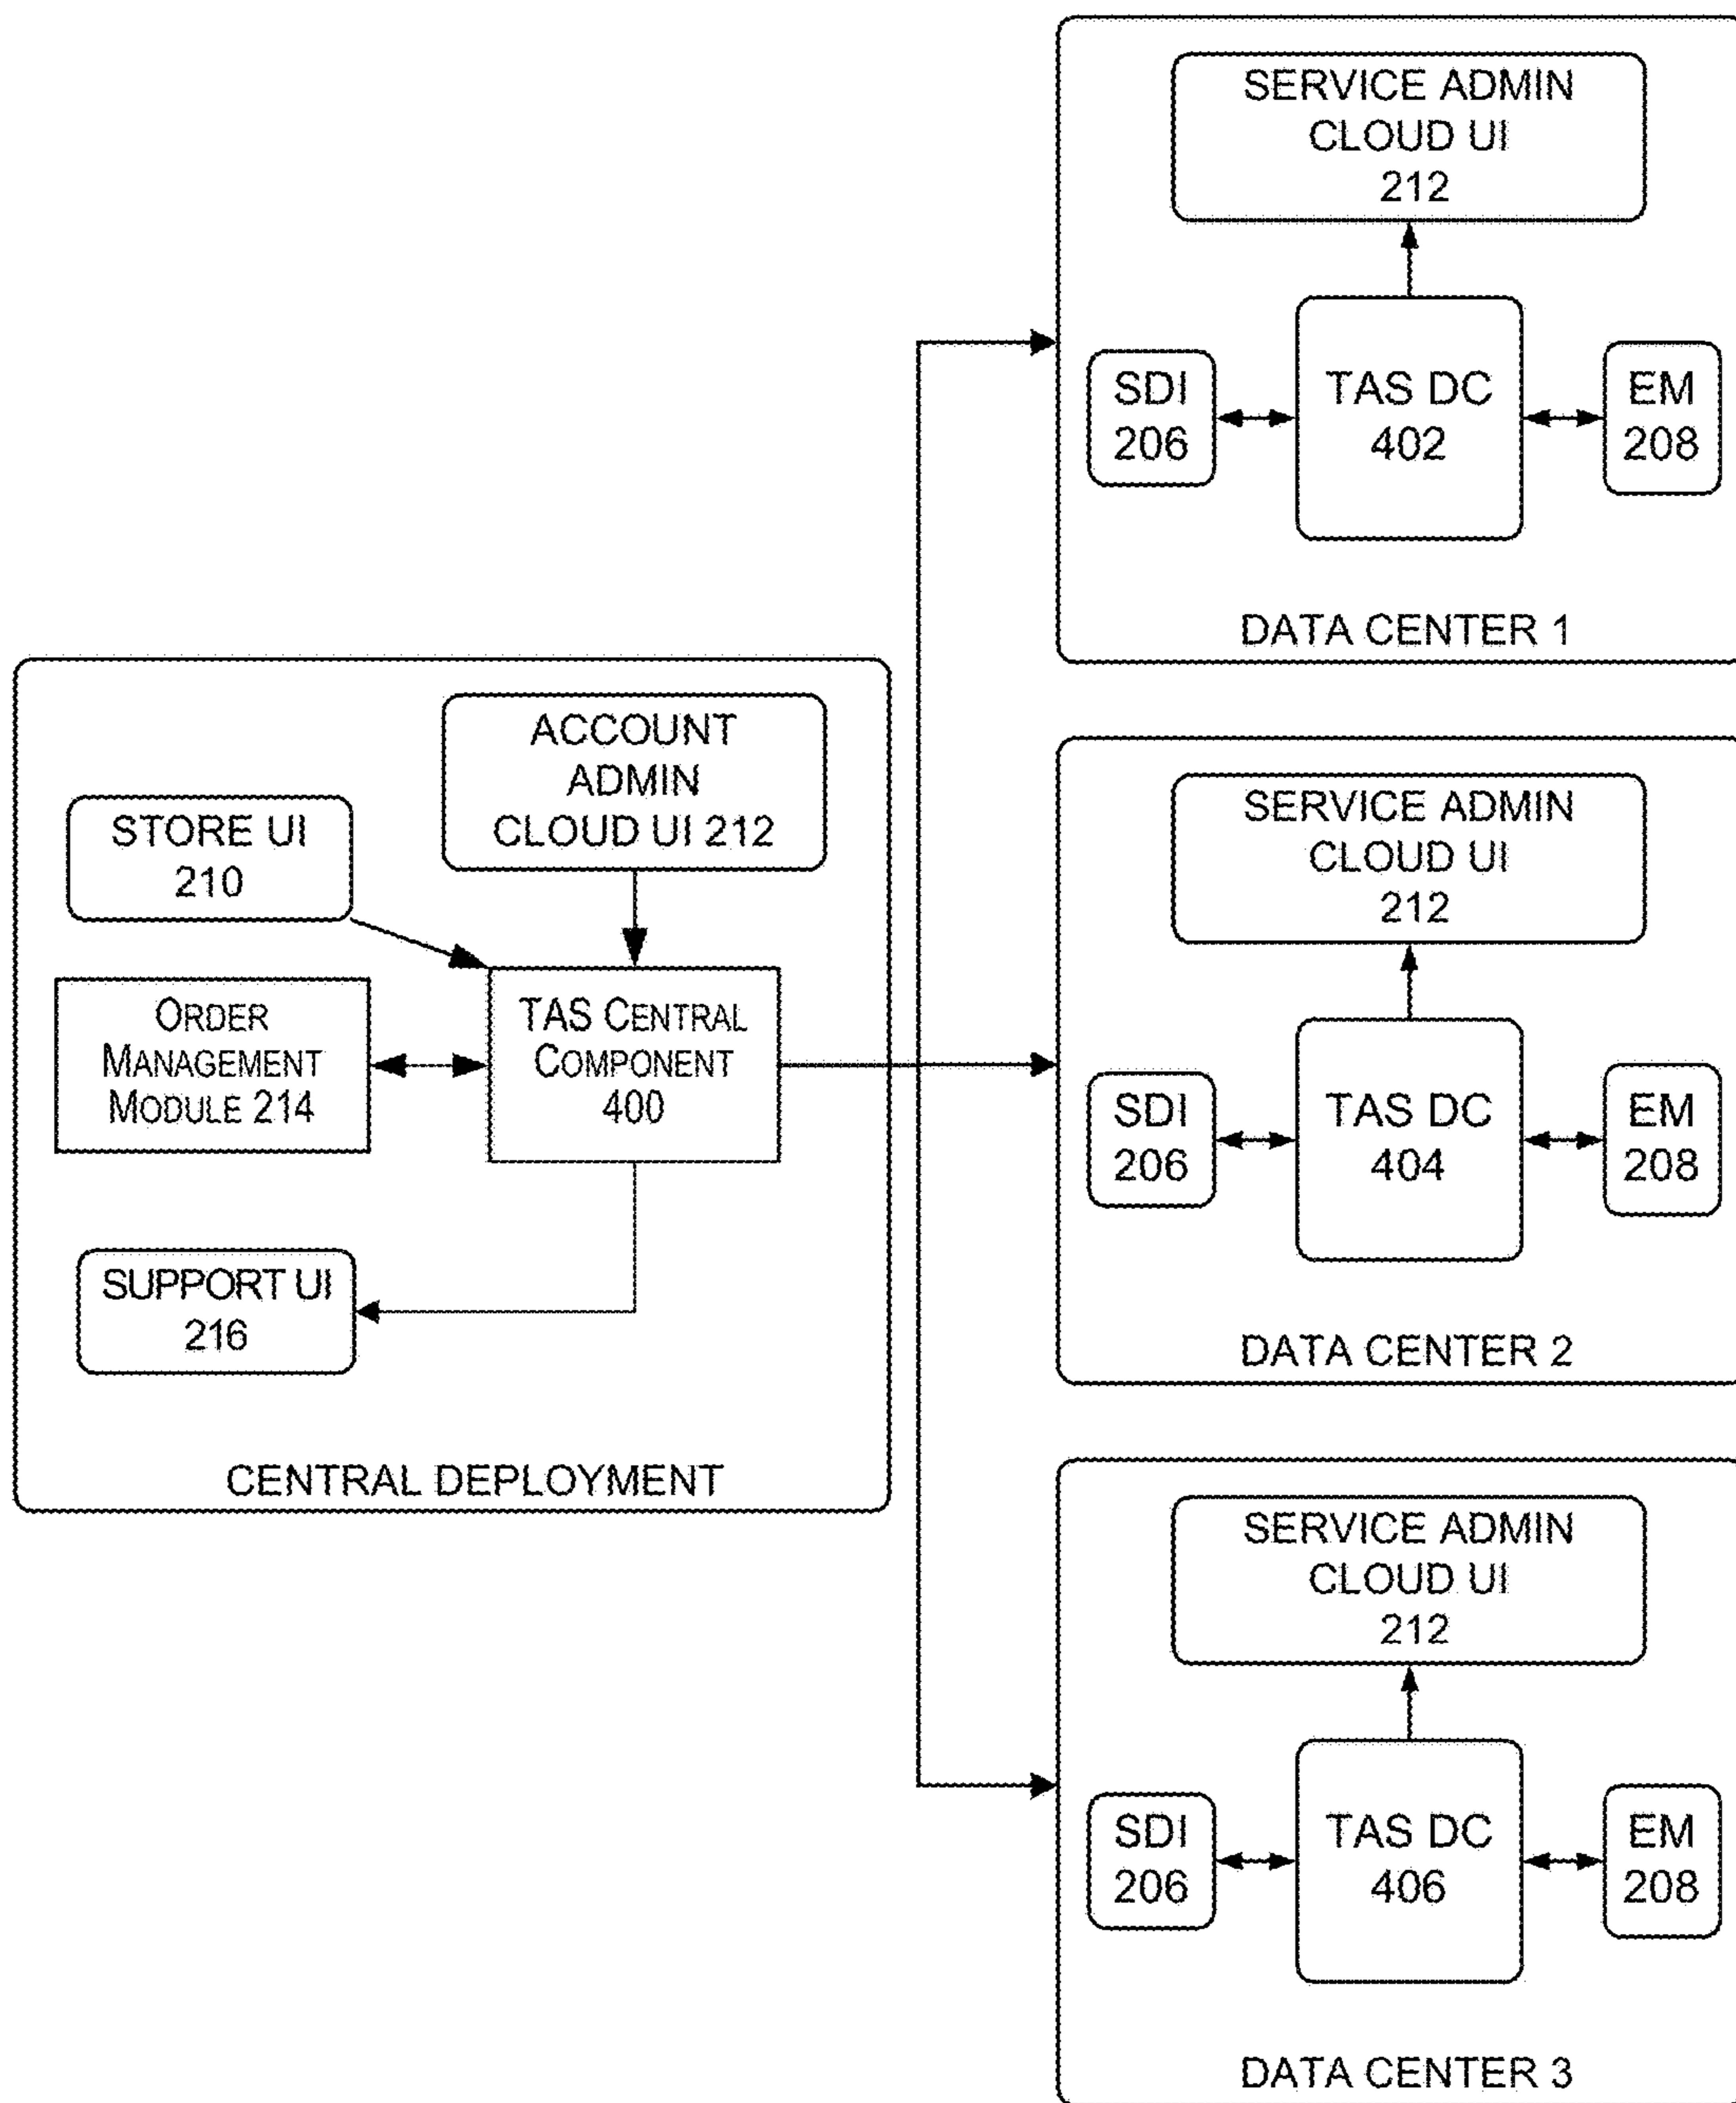 SERVICE ADMIN
CLOUD UI
212
SDI
206
TAS DC
402
EM
208
DATA CENTER 1
ACCOUNT
ADMIN
CLOUD UI 212
STORE UI
210
ORDER
MANAGEMENT
MODULE 214
TAS CENTRAL
COMPONENT
400
SUPPORT UI
216
CENTRAL DEPLOYMENT
SERVICE ADMIN
CLOUD UI
212
SDI
206
TAS DC
404
EM
208
DATA CENTER 2
SERVICE ADMIN
CLOUD UI
212
SDI
206
TAS DC
406
EM
208
DATA CENTER 3